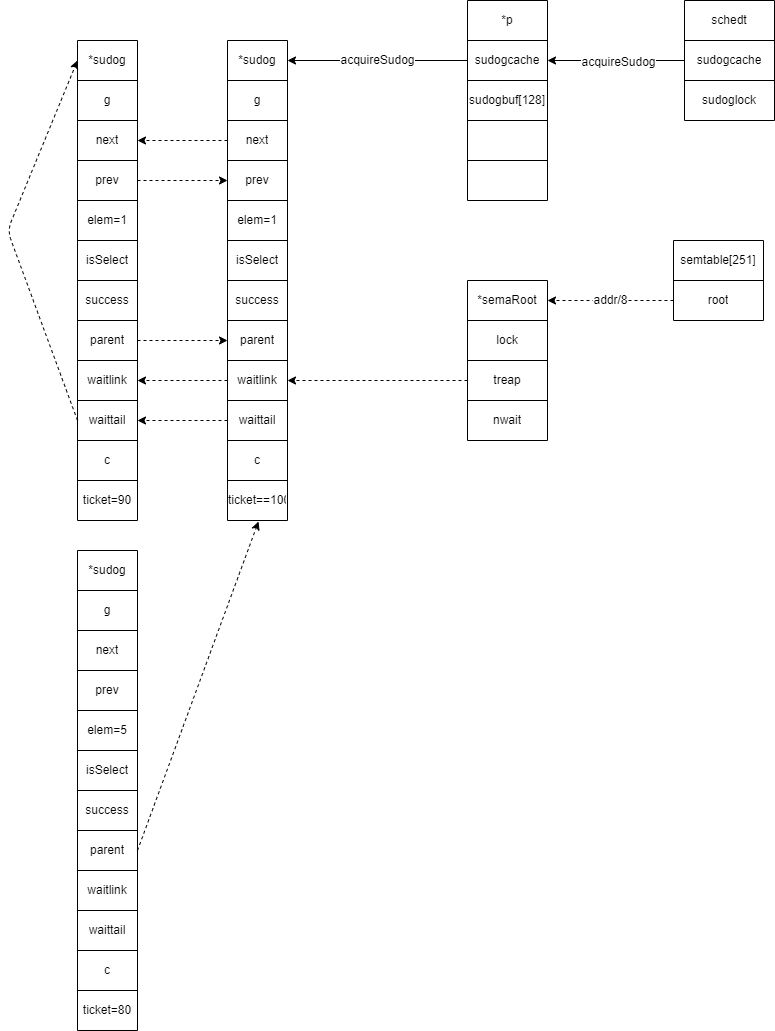 *p
sudogcache
sudogbuf[128]
schedt
sudogcache
sudoglock
acquireSudog
acquireSudog
*sudog
g
next
prev
elem=1
isSelect
success
parent
waitlink
waittail
c
ticket=90
*sudog
g
next
prev
elem=1
isSelect
success
parent
waitlink
waittail
c
ticket==100
semtable[251]
root
addr/8
*semaRoot
lock
treap
nwait
*sudog
g
next
prev
elem=5
isSelect
success
parent
waitlink
waittail
c
ticket=80